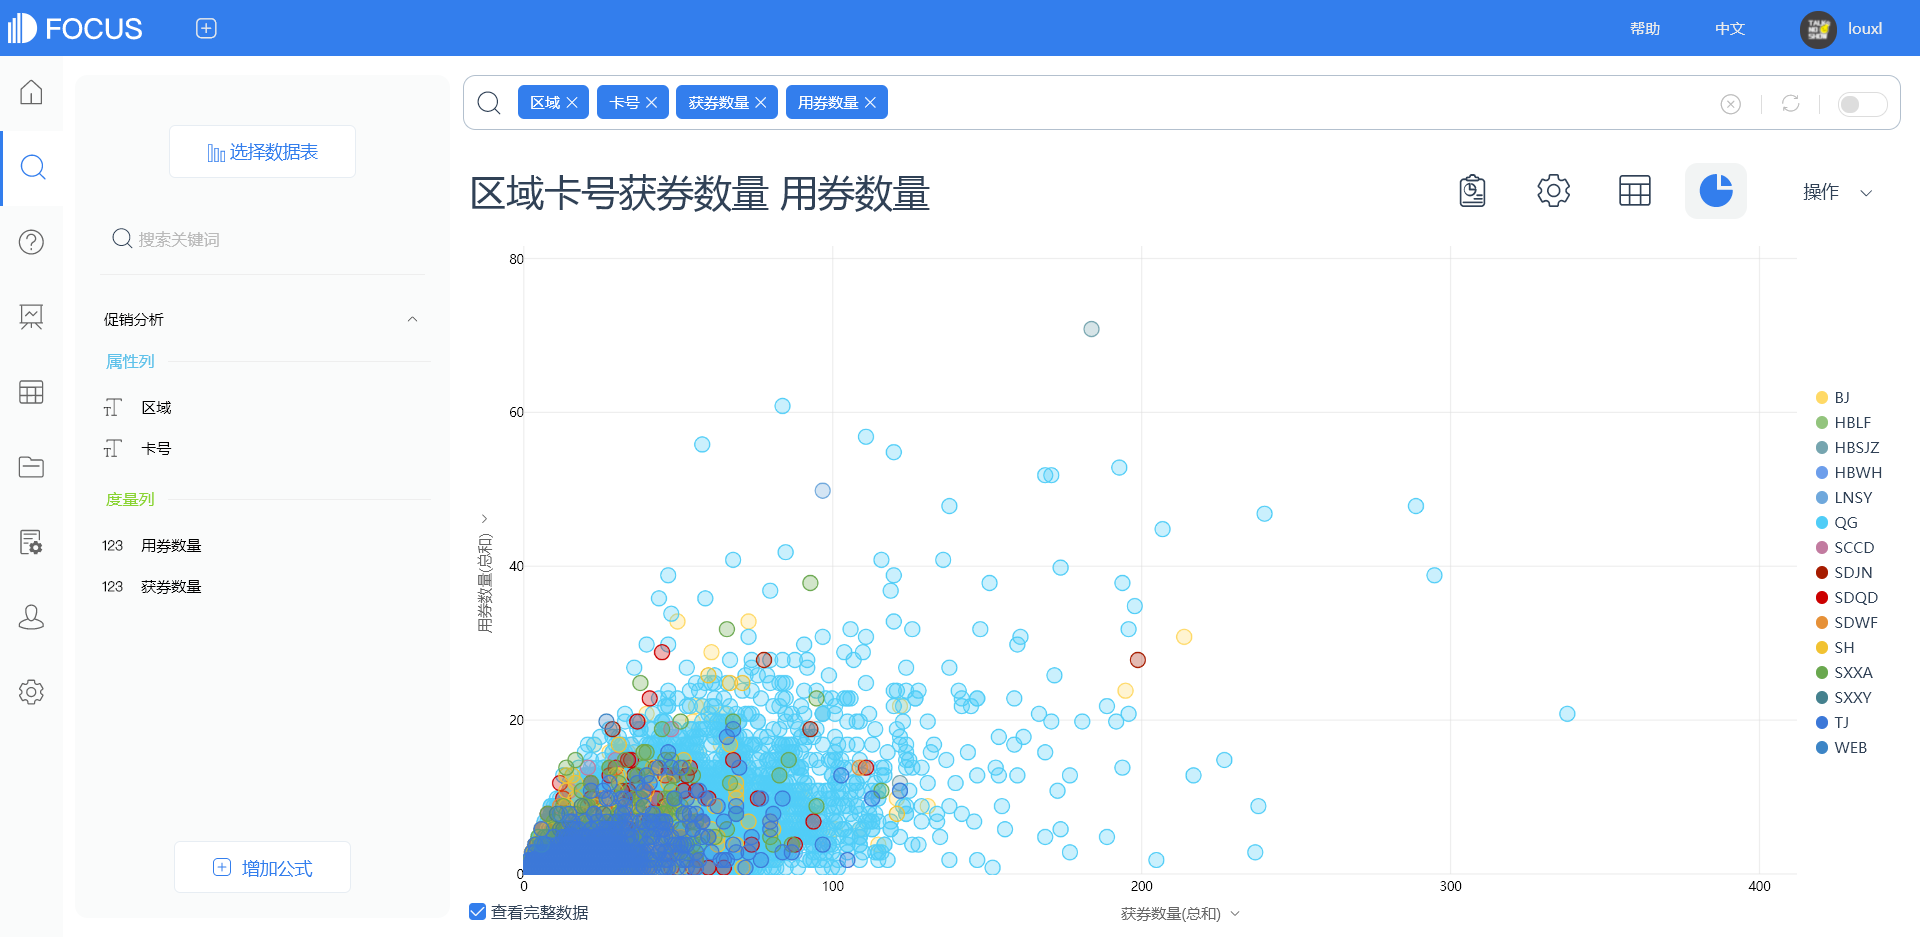 FOCUS
帮助
中文
louxl
选择数据表
搜索关键词
促销分析
属性列
区域
卡号
度量列
123 用券数量
123 获券数量
增加公式
区域 卡号 获券数量 用券数量
区域卡号获券数量 用券数量
操作
80
60
40
20
0
用券数量(总和)
0 100 200 300 400
获券数量(总和)
查看完整数据
BJ
HBLF
HBSJZ
HBWH
LNSY
QG
SCCD
SDJN
SDQD
SDWF
SH
SXXA
SXXY
TJ
WEB